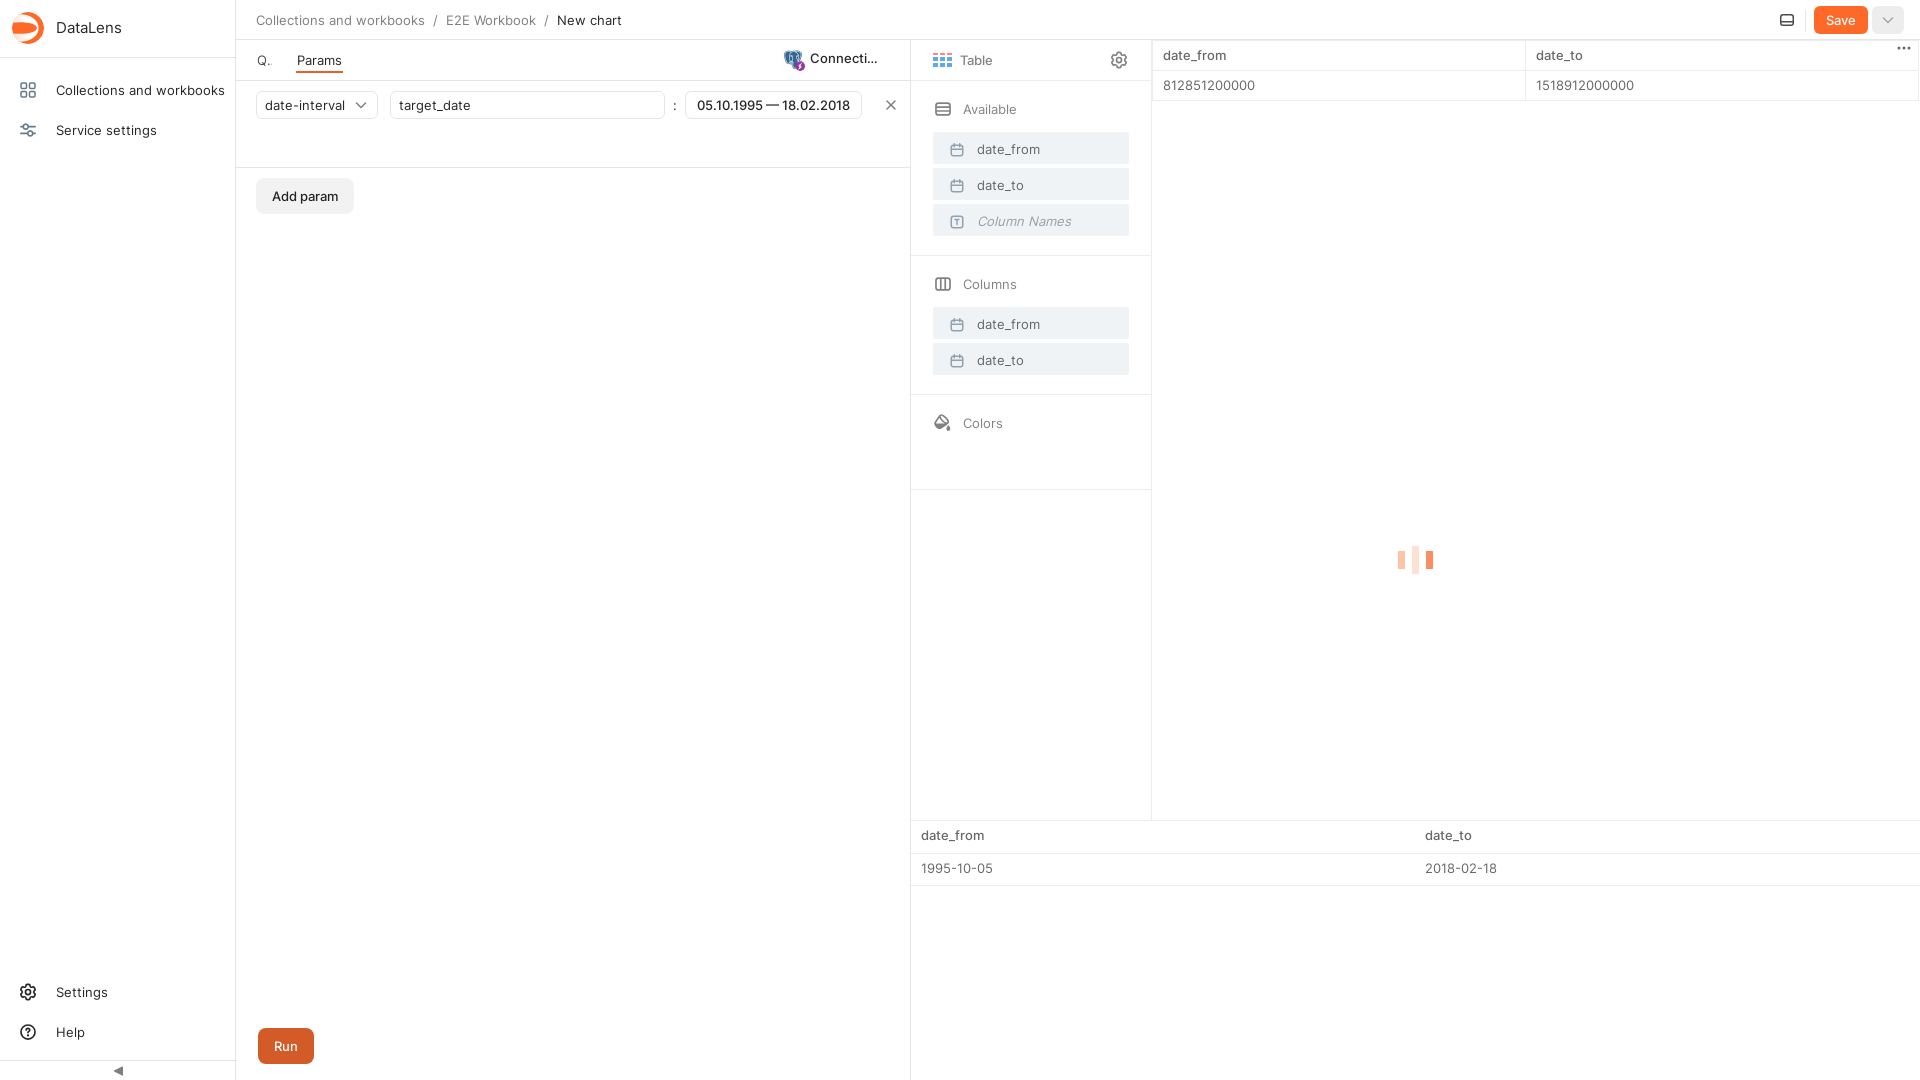 DataLens
Collections and workbooks
Service settings
Settings
Help
Collections and workbooks / E2E Workbook / New chart
Save
Q..
Params
Connecti...
date-interval
target_date
:
05.10.1995 — 18.02.2018
Add param
Run
Table
Available
date_from
date_to
Column Names
Columns
date_from
date_to
Colors
date_from date_to
812851200000 1518912000000
date_from date_to
1995-10-05 2018-02-18